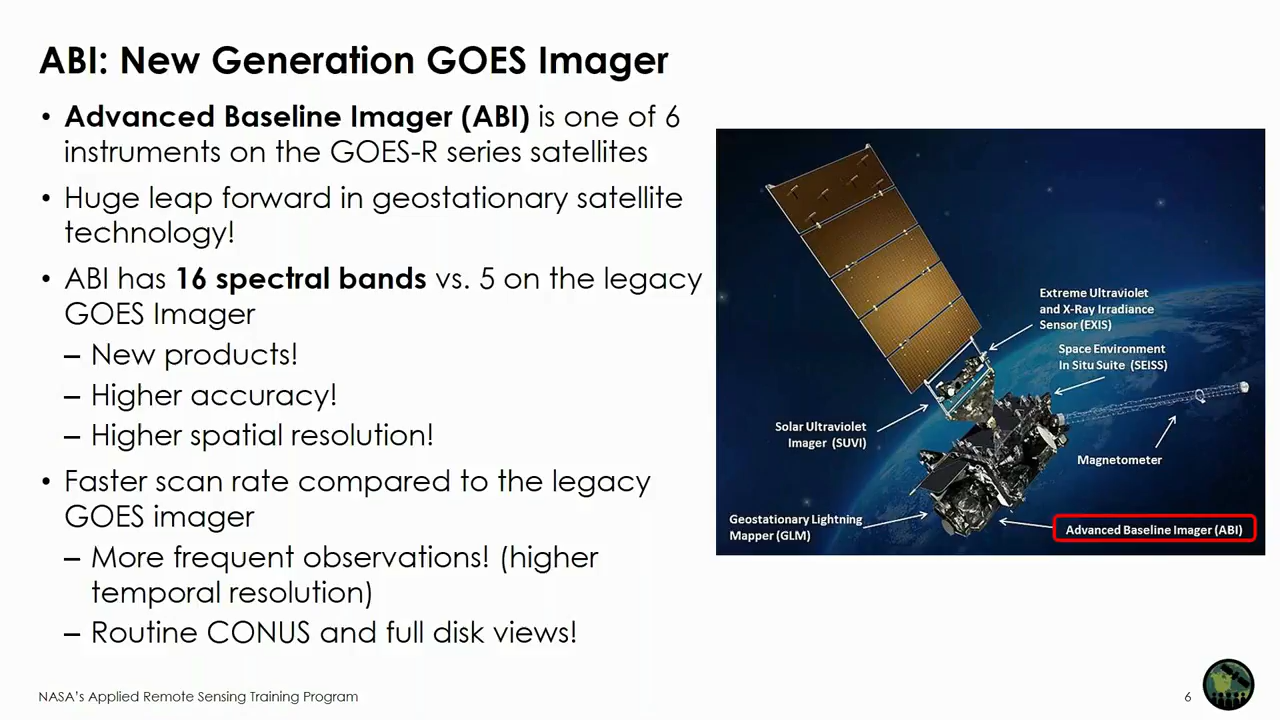 ABI: New Generation GOES Imager
• Advanced Baseline Imager (ABI) is one of 6
instruments on the GOES-R series satellites
• Huge leap forward in geostationary satellite
technology!
• ABI has 16 spectral bands vs. 5 on the legacy
GOES Imager
– New products!
– Higher accuracy!
– Higher spatial resolution!
• Faster scan rate compared to the legacy
GOES imager
– More frequent observations! (higher
temporal resolution)
– Routine CONUS and full disk views!
Extreme Ultraviolet
and X-Ray Irradiance
Sensor (EXIS)
Space Environment
In Situ Suite (SEISS)
Solar Ultraviolet
Imager (SUVI)
Magnetometer
Geostationary Lightning
Mapper (GLM)
Advanced Baseline Imager (ABI)
NASA's Applied Remote Sensing Training Program
6